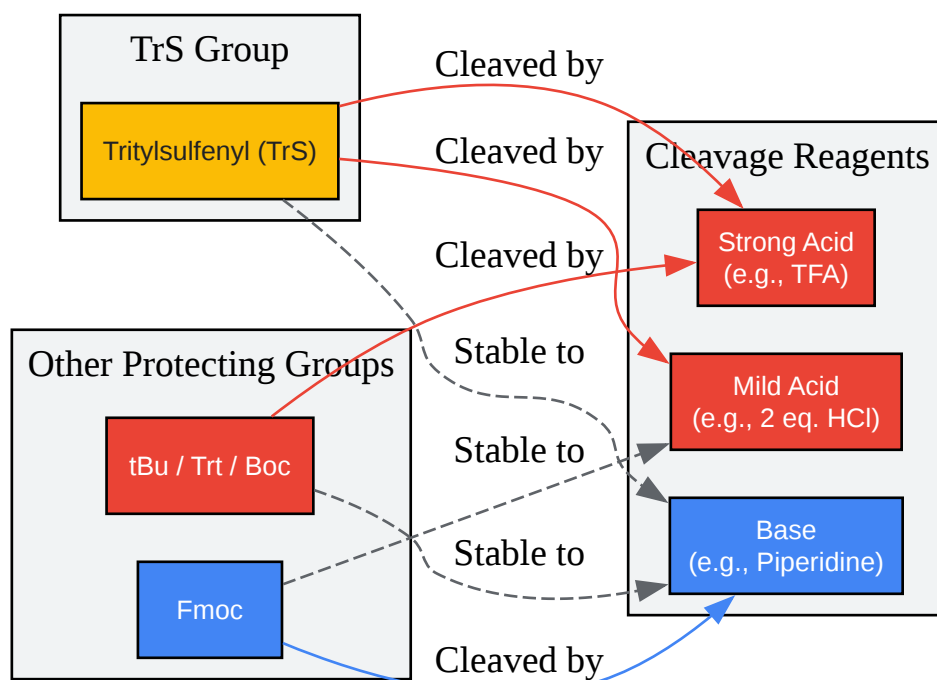 TrS Group
Tritylsulfenyl (TrS)
Cleaved by
Cleaved by
Cleaved by
Stable to
Stable to
Stable to
Cleaved by
Other Protecting Groups
tBu / Trt / Boc
Fmoc
Cleavage Reagents
Strong Acid
(e.g., TFA)
Mild Acid
(e.g., 2 eq. HCl)
Base
(e.g., Piperidine)